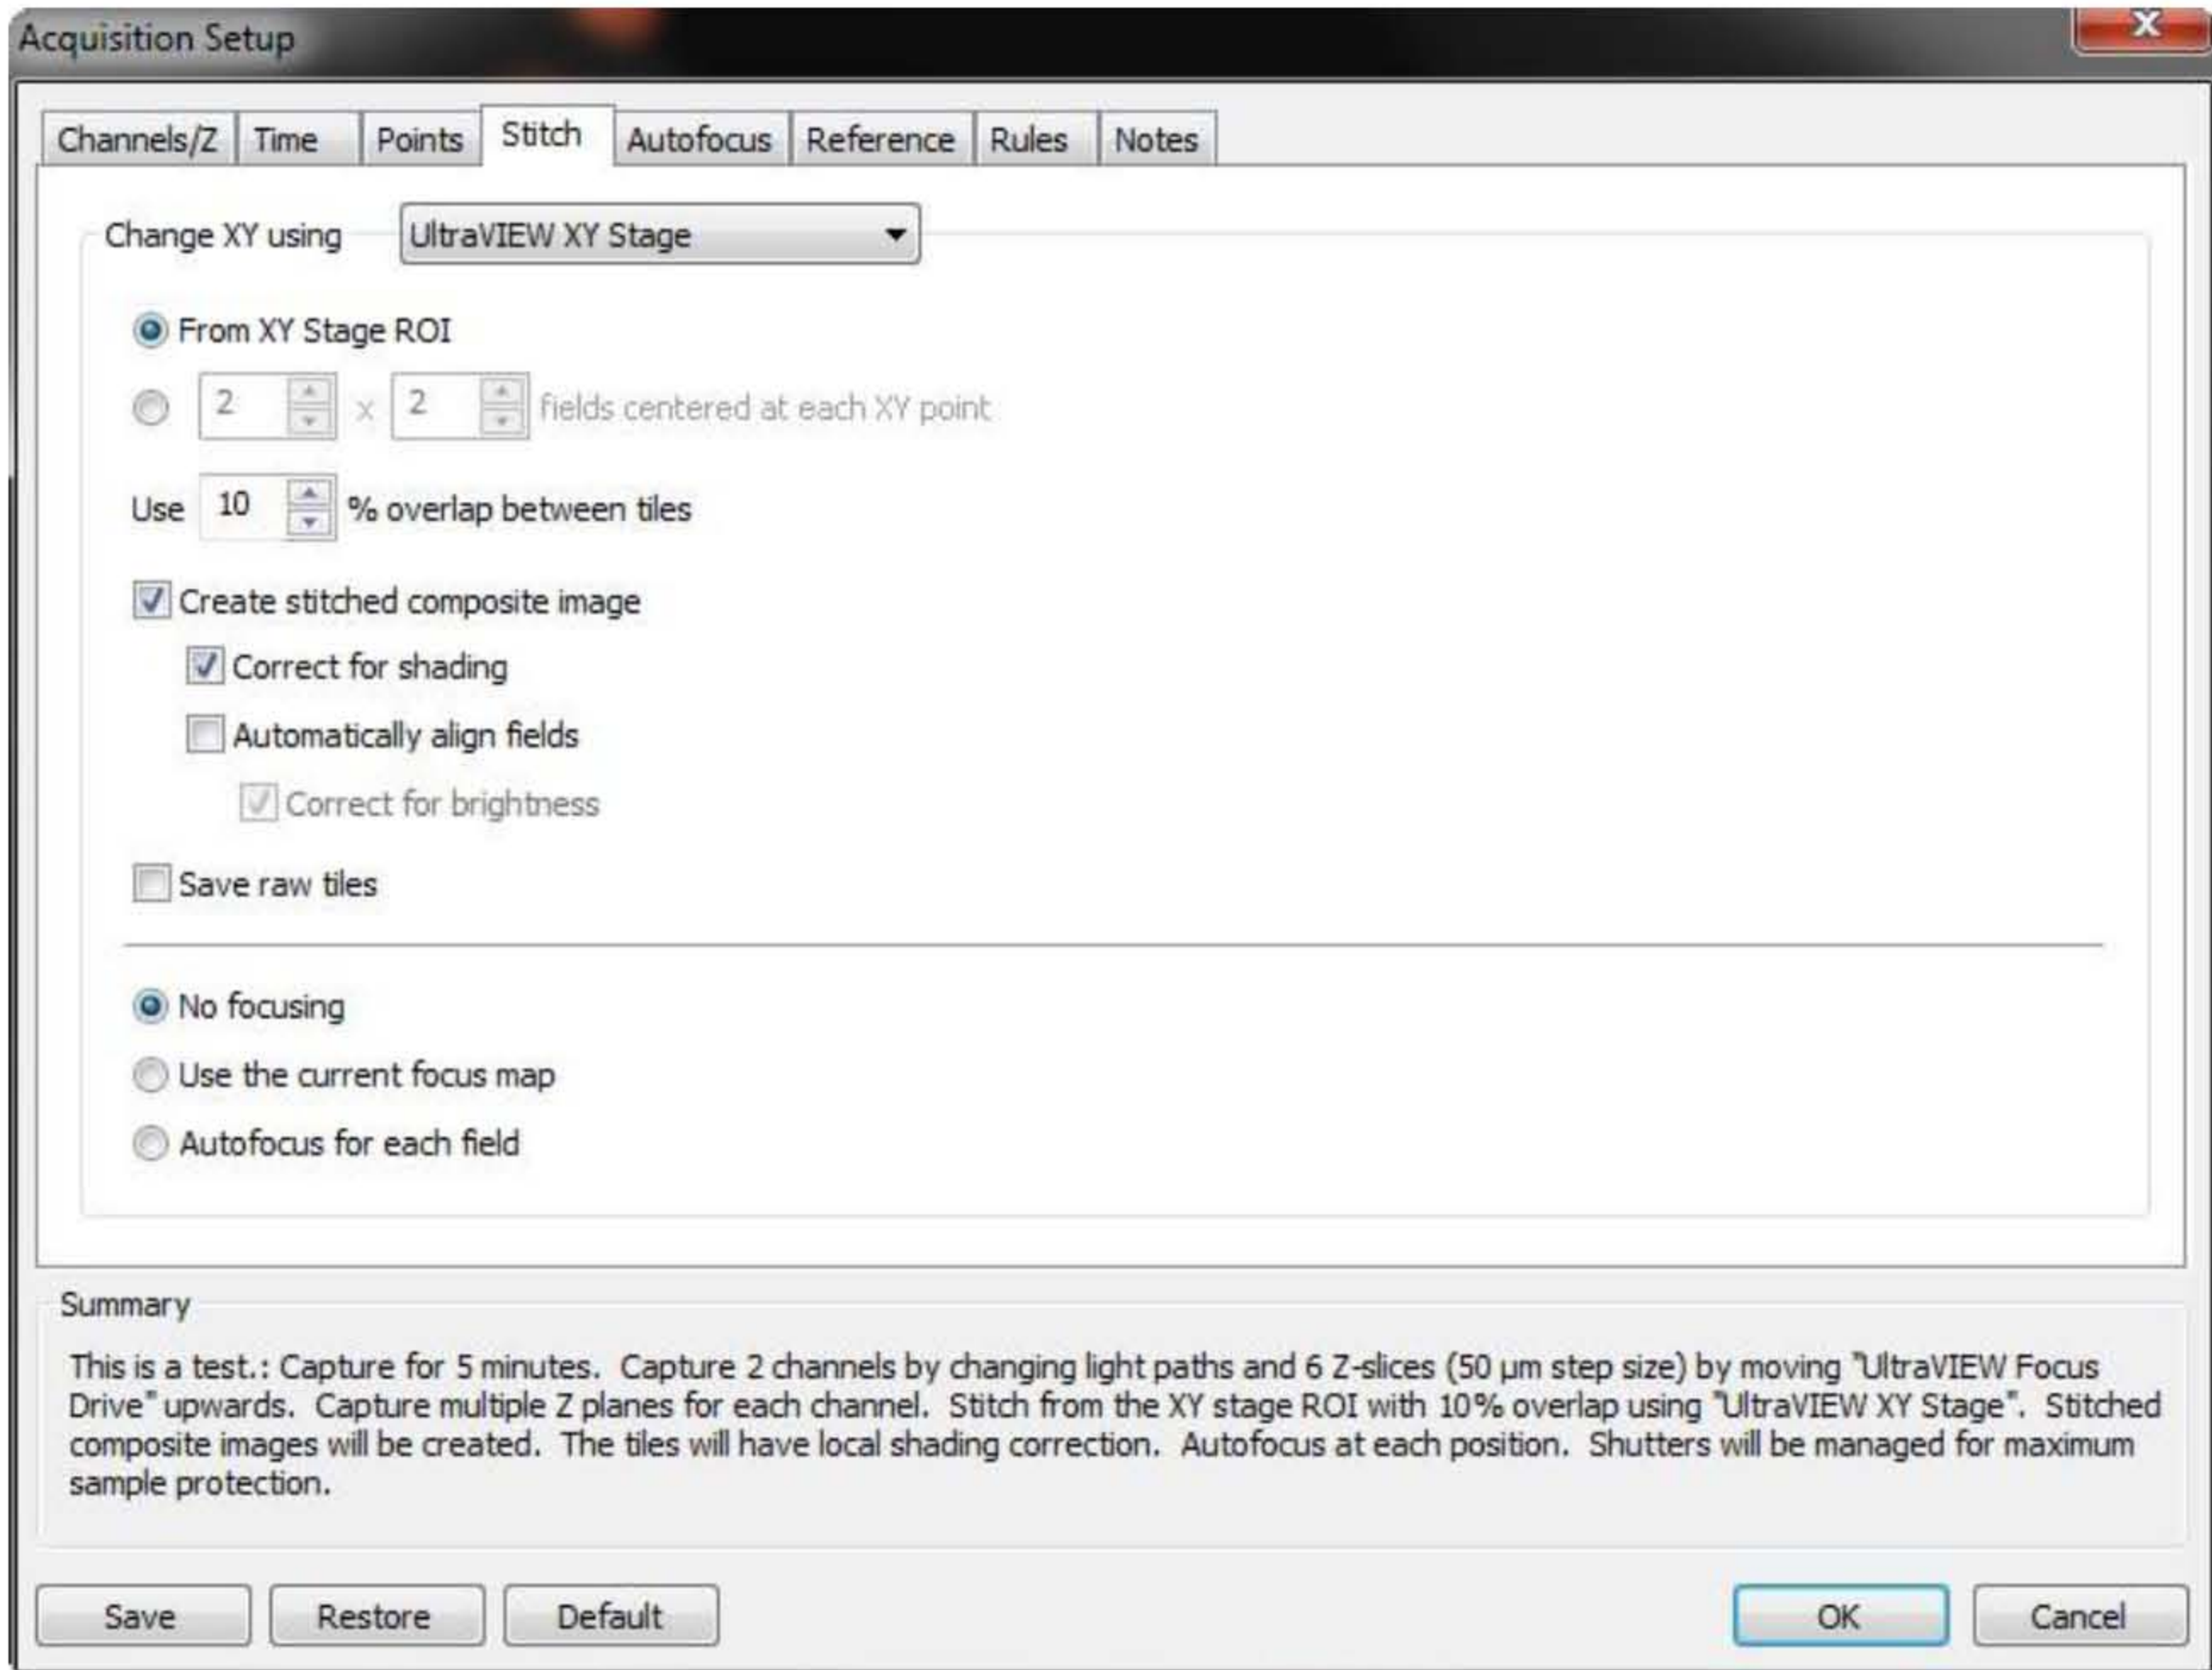 Acquisition Setup
Channels/Z Time Points Stitch Autofocus Reference Rules Notes
Change XY using UltraVIEW XY Stage
From XY Stage ROI
2 x 2 fields centered at each XY point
Use 10 % overlap between tiles
Create stitched composite image
Correct for shading
Automatically align fields
Correct for brightness
Save raw tiles
No focusing
Use the current focus map
Autofocus for each field
Summary
This is a test.: Capture for 5 minutes. Capture 2 channels by changing light paths and 6 Z-slices (50 µm step size) by moving "UltraVIEW Focus
Drive" upwards. Capture multiple Z planes for each channel. Stitch from the XY stage ROI with 10% overlap using "UltraVIEW XY Stage". Stitched
composite images will be created. The tiles will have local shading correction. Autofocus at each position. Shutters will be managed for maximum
sample protection.
Save Restore Default OK Cancel